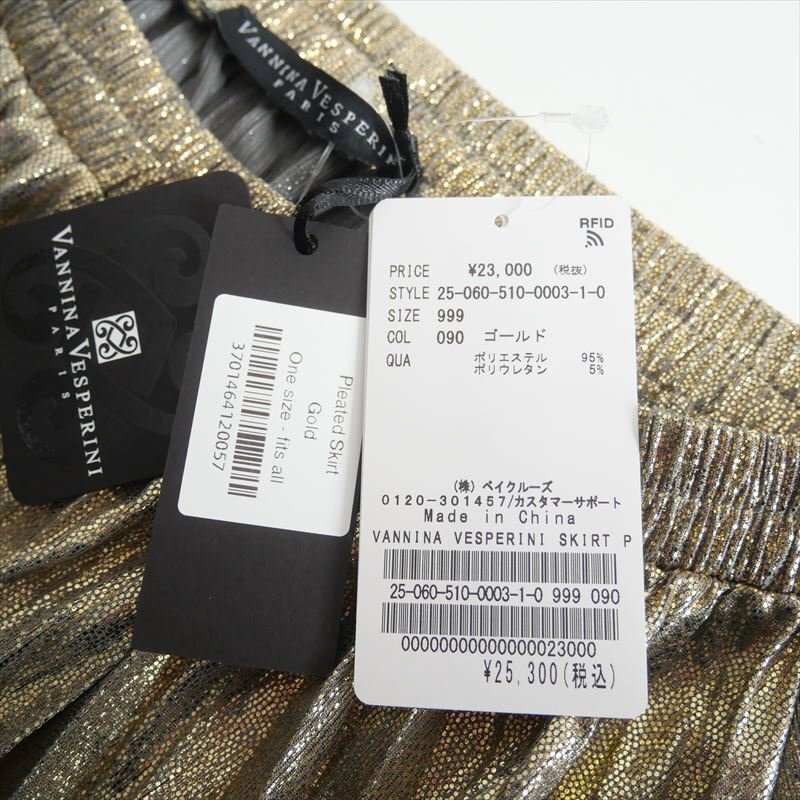 VANNINA VESPERINI
PARIS
VANNINA VESPERINI
PARIS
Pleated Skirt
Gold
One size - fits all
3701464120057
RFID
PRICE ¥23,000 (税抜)
STYLE 25-060-510-0003-1-0
SIZE 999
COL 090 ゴールド
QUA ポリエステル 95%
ポリウレタン 5%
(株)ベイクルーズ
0120-301457/カスタマーサポート
Made in China
VANNINA VESPERINI SKIRT P
25-060-510-0003-1-0 999 090
00000000000000023000
¥25,300(税込)